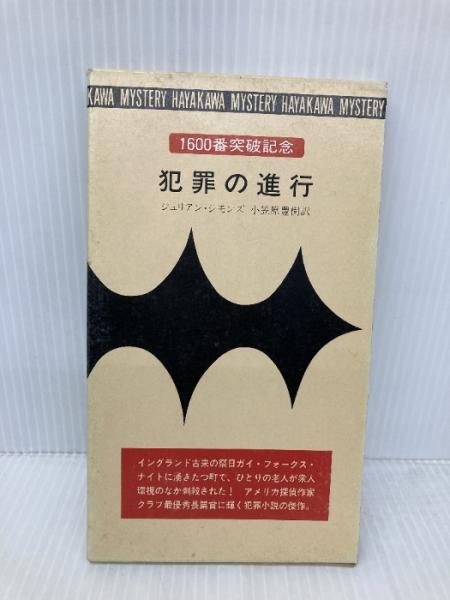 KAWA MYSTERY HAYAKAWA MYSTERY HAYAKAWA MYSTERY
1600番突破記念
犯罪の進行
ジュリアン・シモンズ 小笠原豊樹訳
イングランド古来の祭日ガイ・フォークス・
ナイトに湧きたつ町で、ひとりの老人が衆人
環視のなか刺殺された! アメリカ探偵作家
クラブ最優秀長篇賞に輝く犯罪小説の傑作。